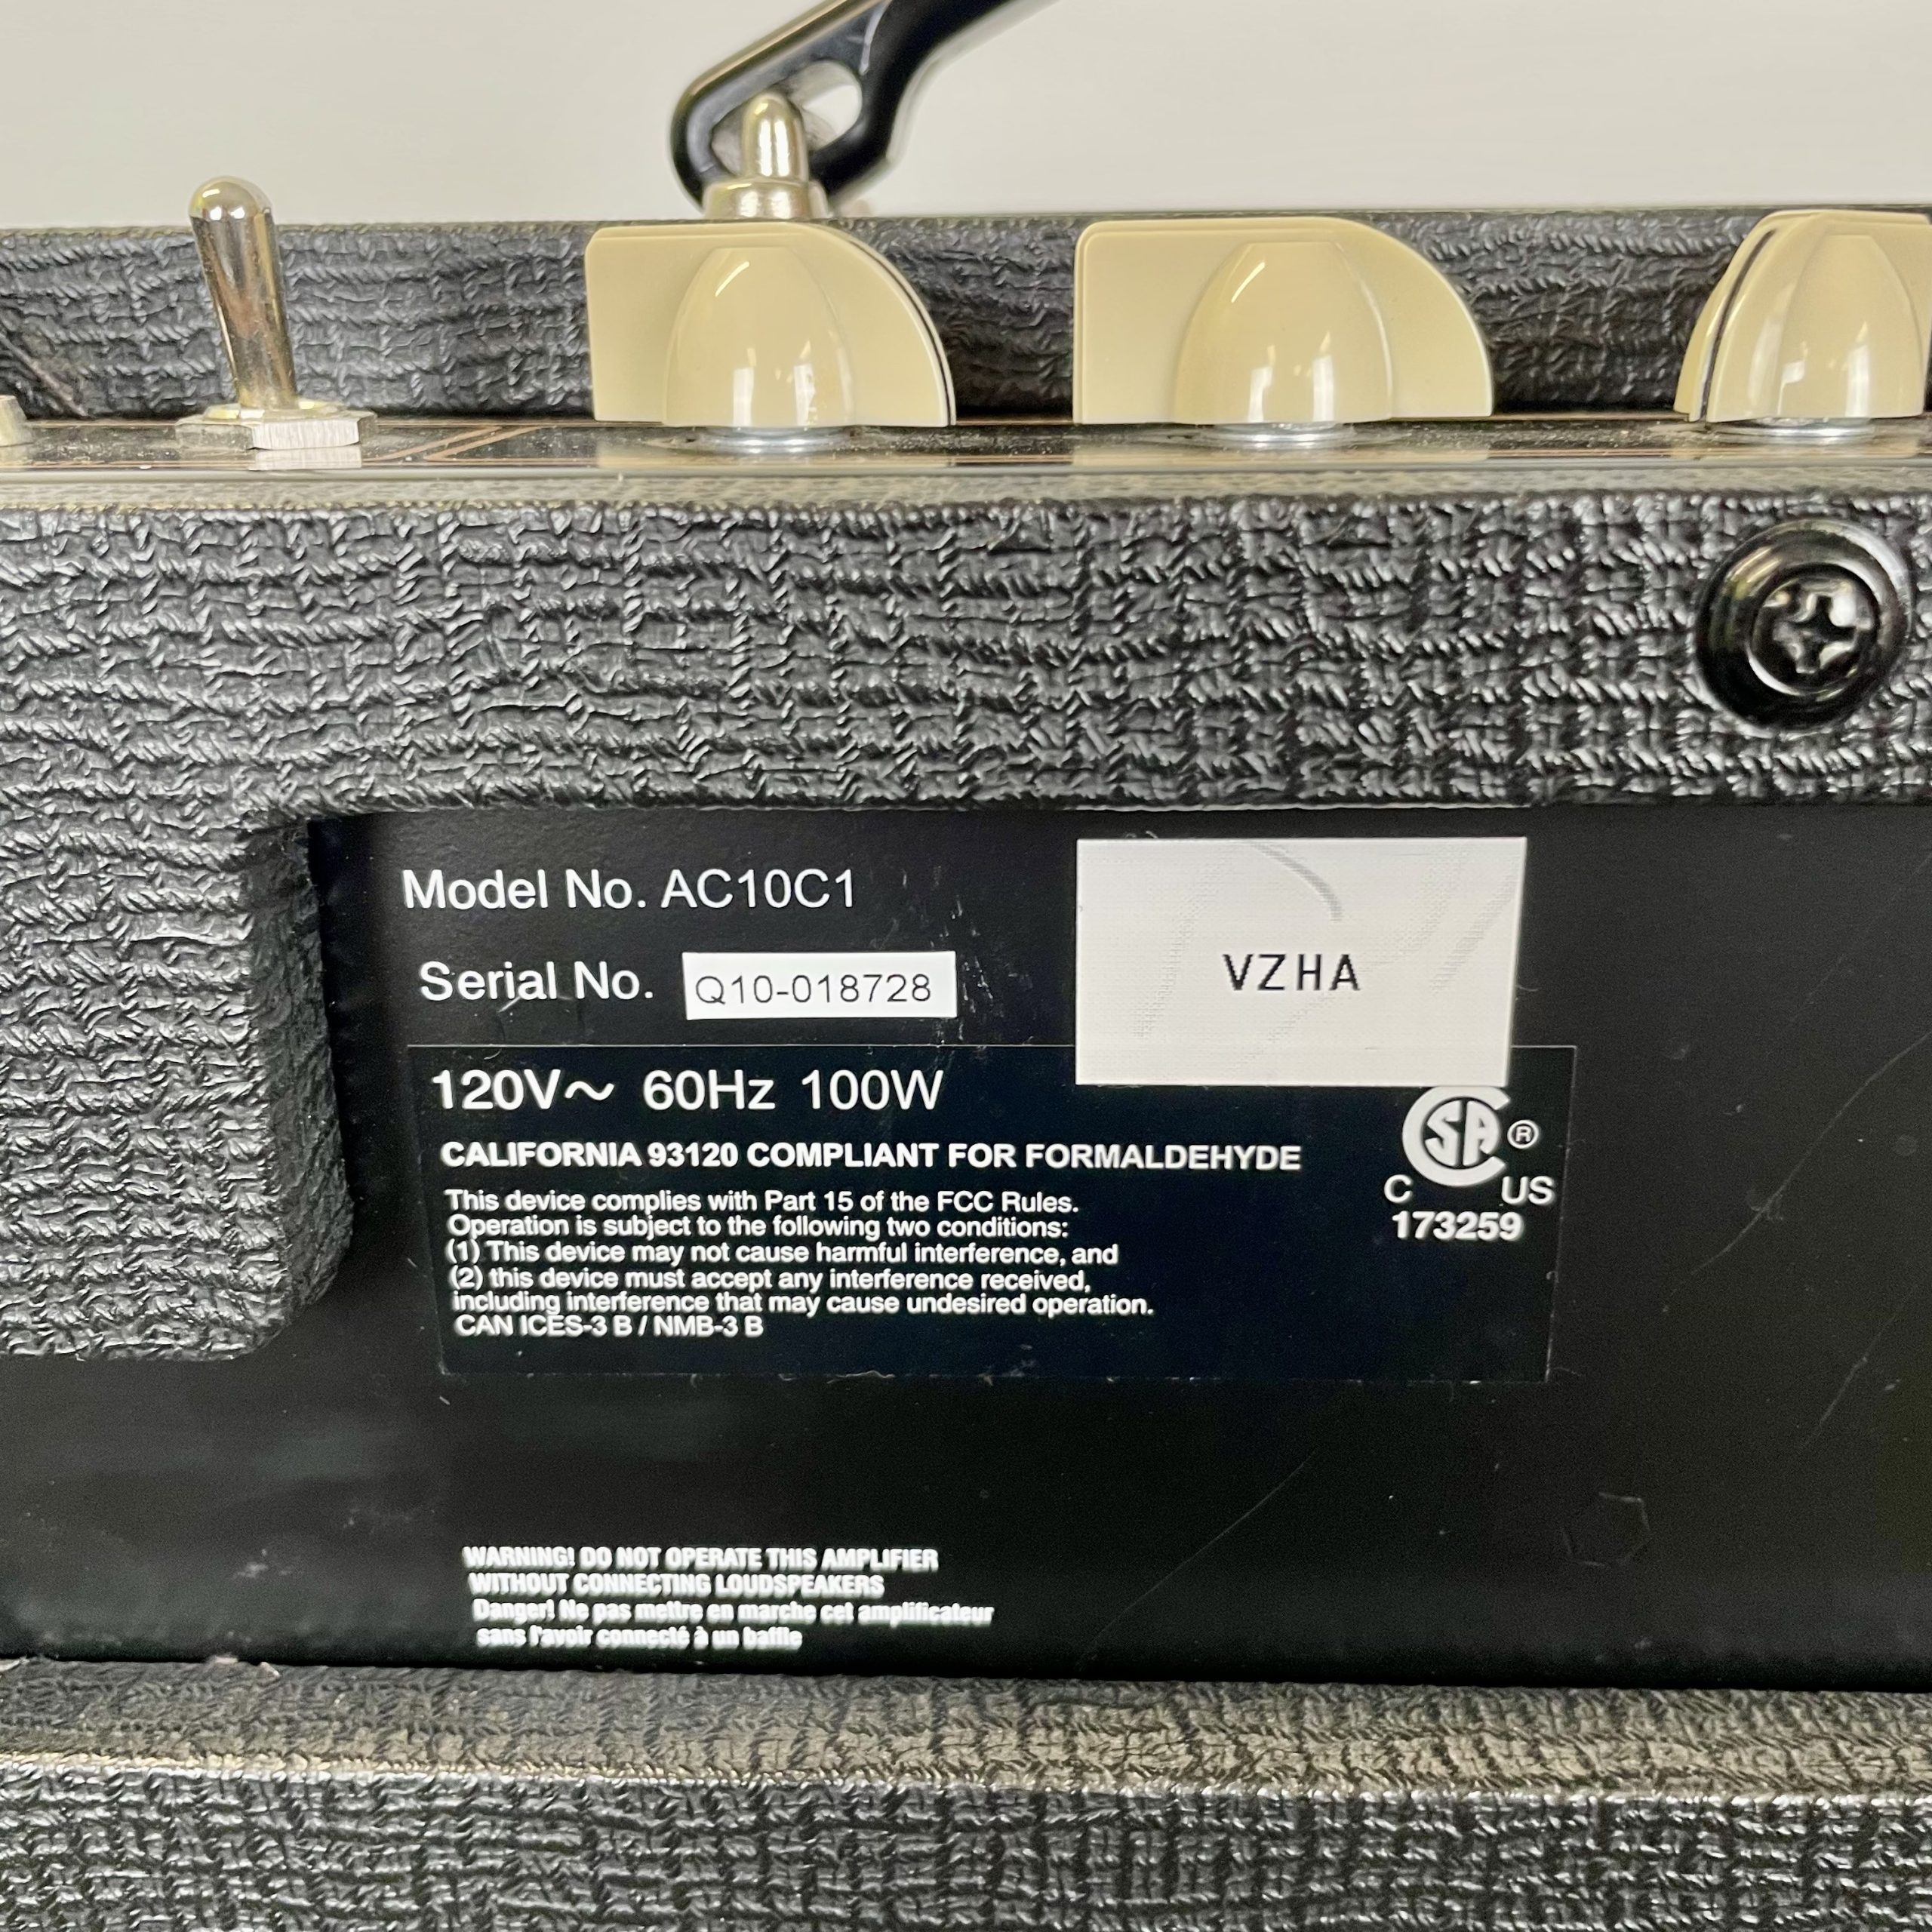 Model No. AC10C1
Serial No. Q10-018728
VZHA
120V~ 60Hz 100W
CALIFORNIA 93120 COMPLIANT FOR FORMALDEHYDE
This device complies with Part 15 of the FCC Rules.
Operation is subject to the following two conditions:
(1) This device may not cause harmful interference, and
(2) this device must accept any interference received,
including interference that may cause undesired operation.
CAN ICES-3 B / NMB-3 B
CSA ®
C US
173259
WARNING! DO NOT OPERATE THIS AMPLIFIER
WITHOUT CONNECTING LOUDSPEAKERS
Danger! Ne pas mettre en marche cet amplificateur
sans l'avoir connecté à un baffle